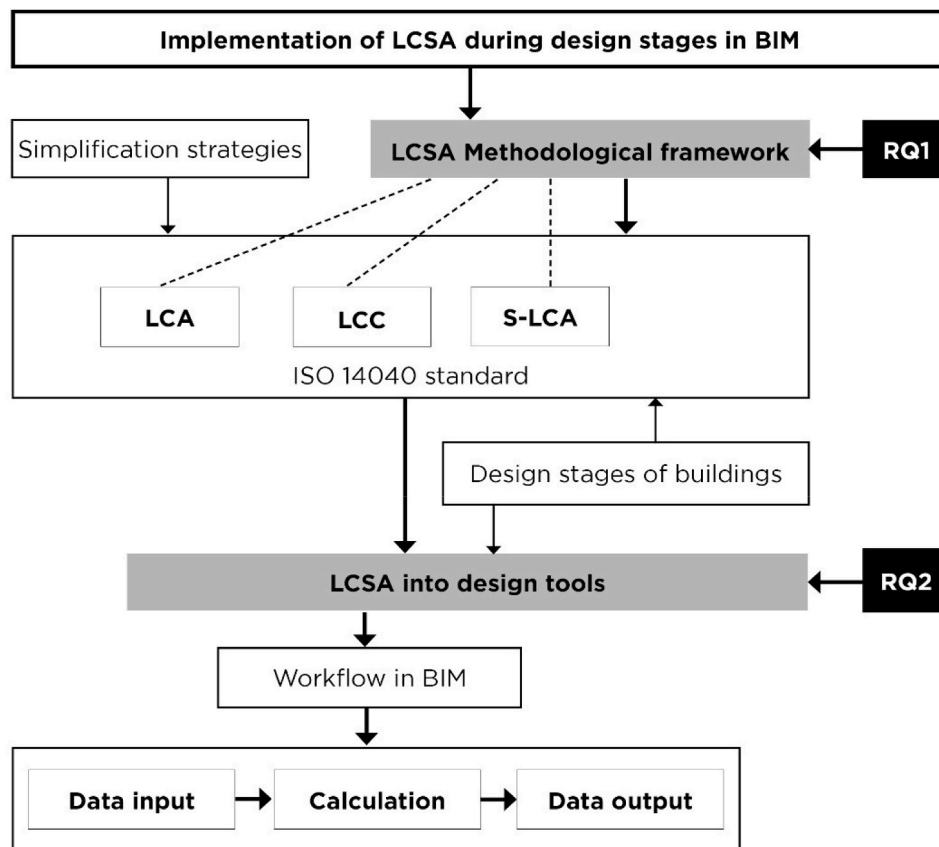 Implementation of LCSA during design stages in BIM
Simplification strategies
LCSA Methodological framework
RQ1
LCA
LCC
S-LCA
ISO 14040 standard
Design stages of buildings
LCSA into design tools
RQ2
Workflow in BIM
Data input
Calculation
Data output